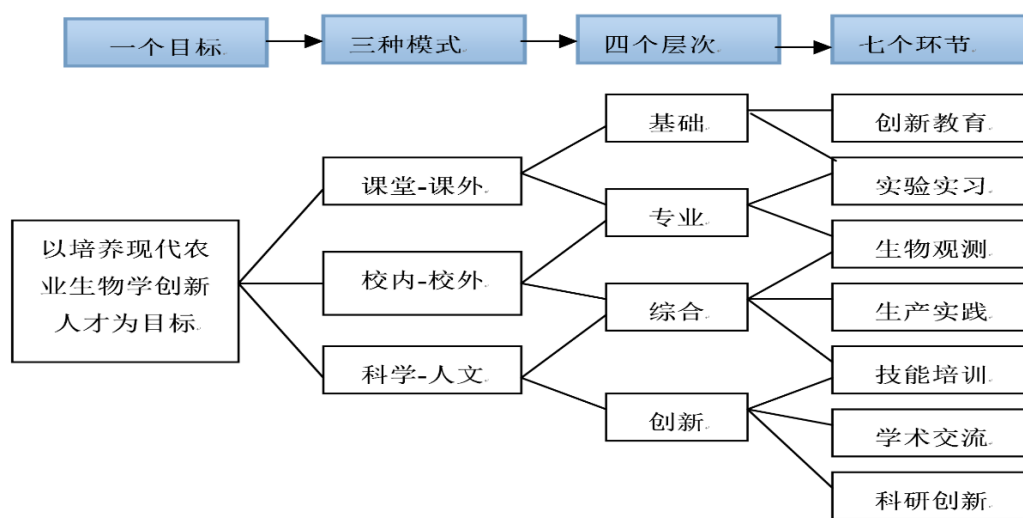 一个目标
三种模式
四个层次
七个环节
以培养现代农
业生物学创新
人才为目标
课堂-课外
校内-校外
科学-人文
基础
专业
综合
创新
创新教育
实验实习
生物观测
生产实践
技能培训
学术交流
科研创新